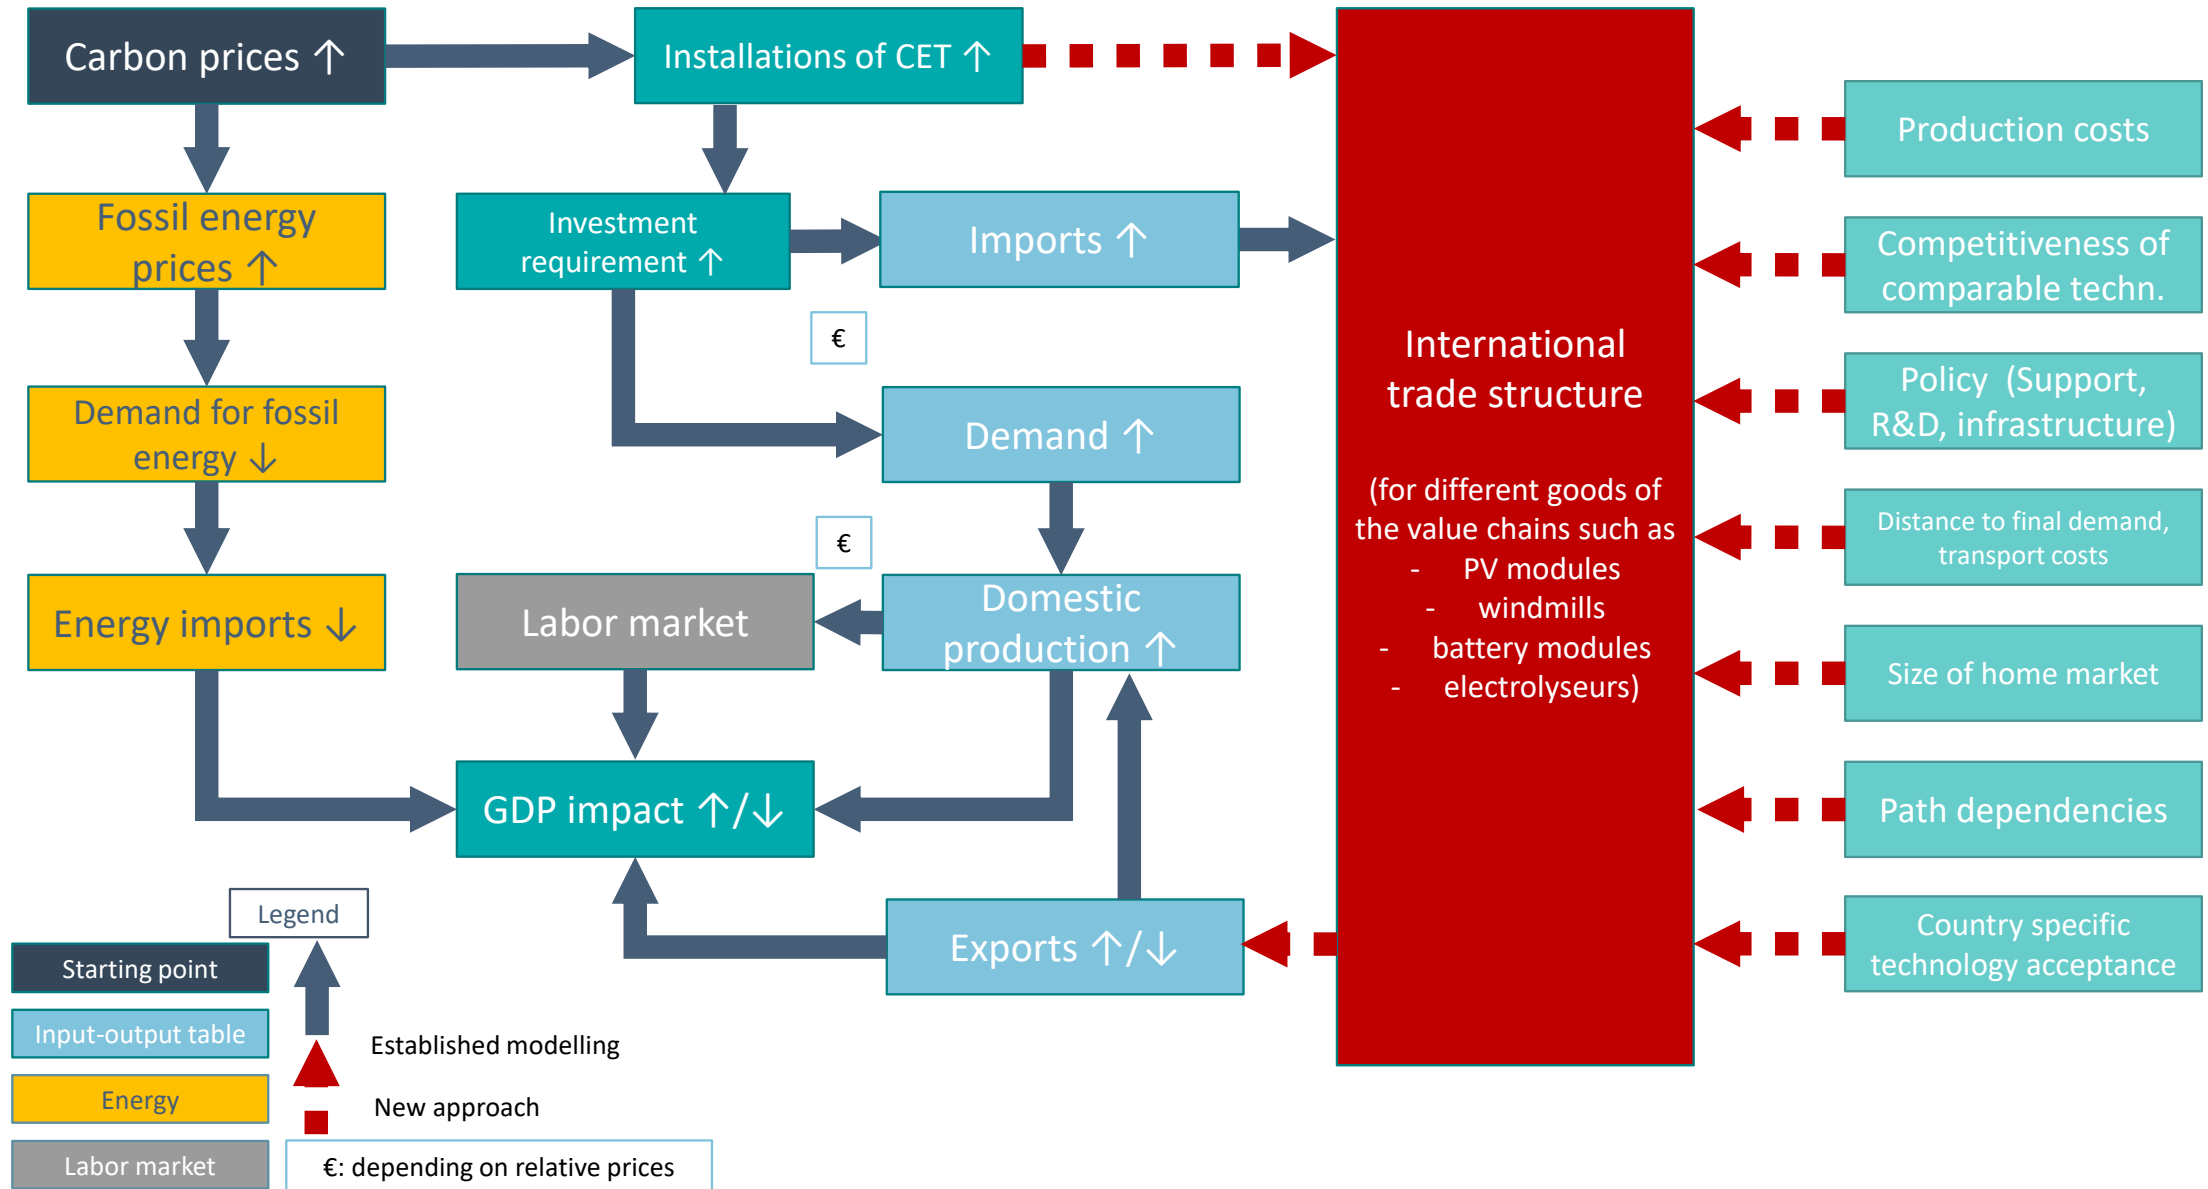 Carbon prices ↑
Installations of CET ↑
Production costs
Fossil energy
prices ↑
Investment
requirement ↑
Imports ↑
Competitiveness of
comparable techn.
€
International
trade structure
(for different goods of
the value chains such as
- PV modules
- windmills
- battery modules
- electrolyseurs)
Policy (Support,
R&D, infrastructure)
Demand for fossil
energy ↓
Demand ↑
€
Distance to final demand,
transport costs
Energy imports ↓
Labor market
Domestic
production ↑
Size of home market
GDP impact ↑/↓
Path dependencies
Exports ↑/↓
Country specific
technology acceptance
Legend
Starting point
Input-output table
Energy
Labor market
Established modelling
New approach
€: depending on relative prices